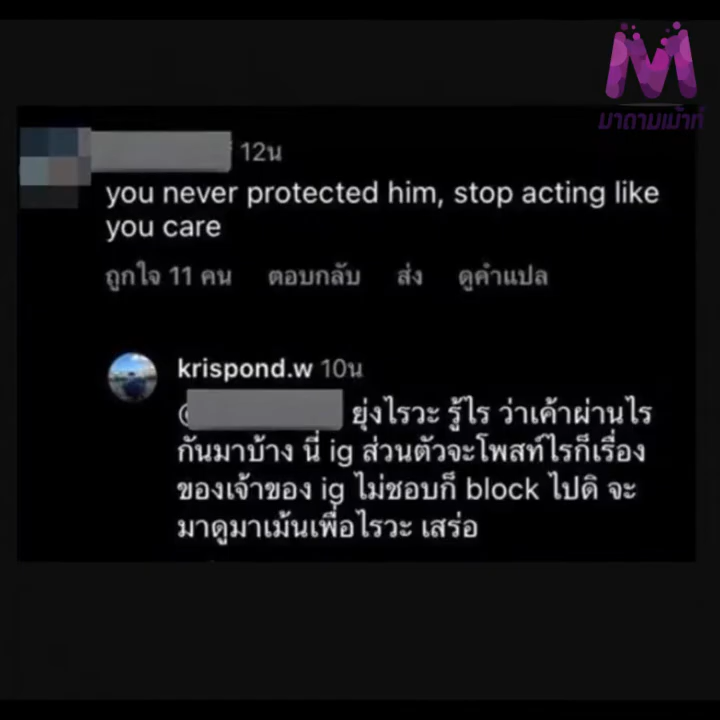 M
มาดามเม้าท์
12น
you never protected him, stop acting like
you care
ถูกใจ 11 คน ตอบกลับ ส่ง ดูคำแปล
krispond.w 10น
@ ยุ่งไรวะ รู้ไร ว่าเค้าผ่านไร
กันมาบ้าง นี่ ig ส่วนตัวจะโพสท์ไรก็เรื่อง
ของเจ้าของ ig ไม่ชอบก็ block ไปดิ จะ
มาดูมาเม้นเพื่อไรวะ เสร่อ